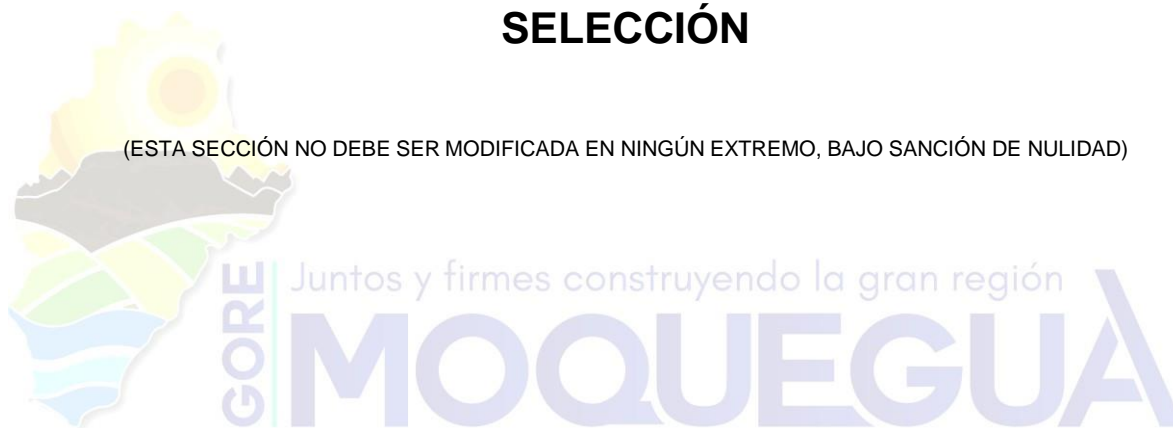 SELECCIÓN
(ESTA SECCIÓN NO DEBE SER MODIFICADA EN NINGÚN EXTREMO, BAJO SANCIÓN DE NULIDAD)
GORE
Juntos y firmes construyendo la gran región
MOQUEGUA